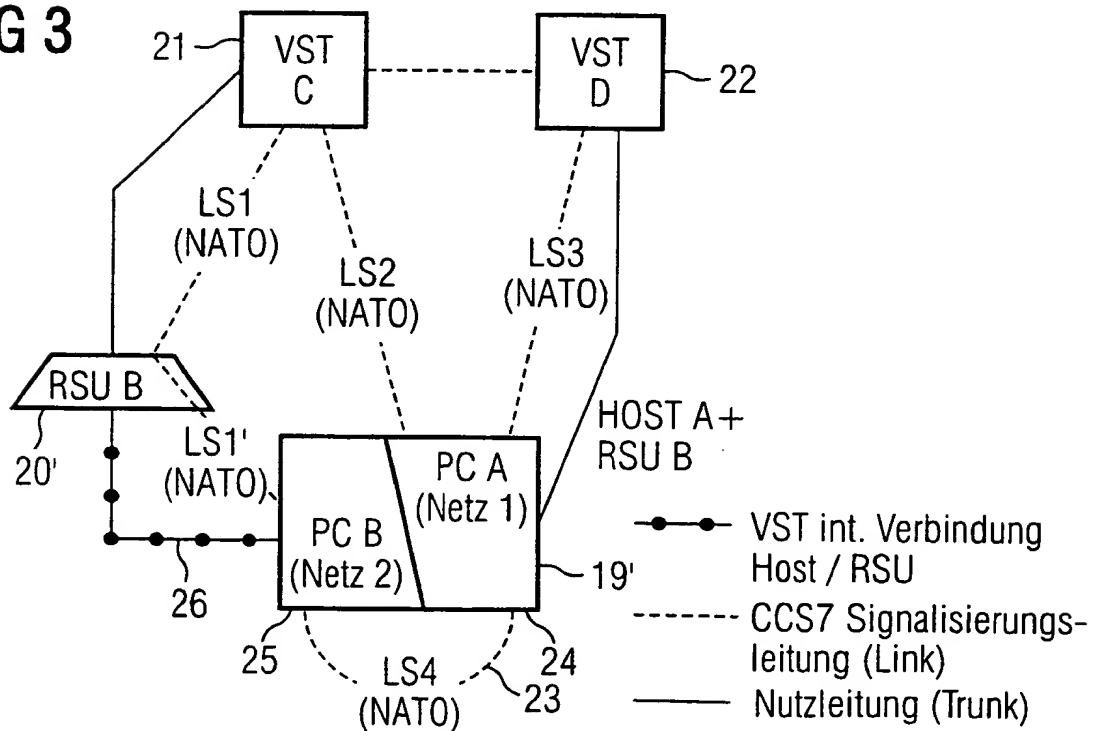 G 3
21
VST
C
VST
D
22
LS1
(NATO)
LS2
(NATO)
LS3
(NATO)
RSU B
20'
LS1'
(NATO)
HOST A+
RSU B
PC A
(Netz 1)
PC B
(Netz 2)
19'
26
25
24
23
LS4
(NATO)
VST int. Verbindung
Host / RSU
CCS7 Signalisierungs-
leitung (Link)
Nutzleitung (Trunk)